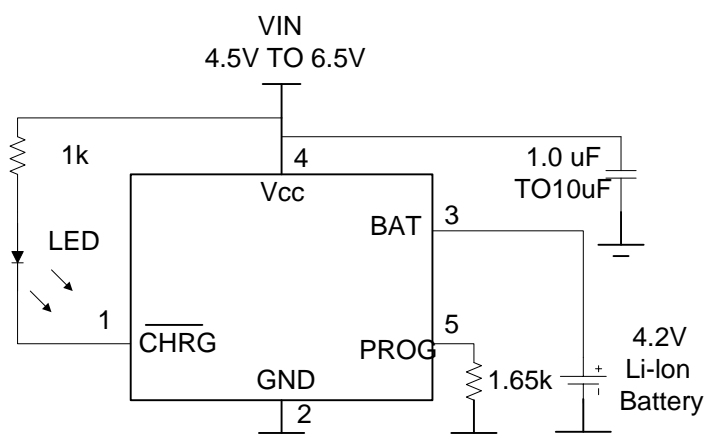 VIN
4.5V TO 6.5V
1k
4
1.0 uF
TO10uF
Vcc
BAT
3
LED
1
CHRG
PROG
5
1.65k
4.2V
Li-Ion
Battery
GND
2